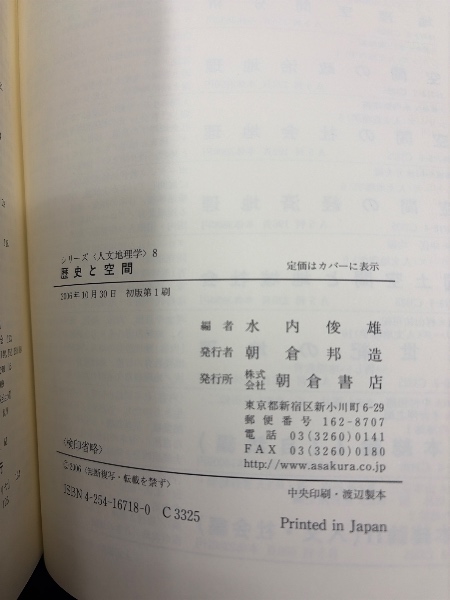 シリーズ〈人文地理学〉8
歴史と空間
定価はカバーに表示
2006年10月30日 初版第1刷
編者 水内俊雄
発行者 朝倉邦造
発行所 株式会社 朝倉書店
東京都新宿区新小川町6-29
郵便番号 162-8707
電話 03(3260)0141
FAX 03(3260)0180
http://www.asakura.co.jp
〈検印省略〉
© 2006〈無断複写・転載を禁ず〉
中央印刷・渡辺製本
ISBN 4-254-16718-0 C 3325
Printed in Japan